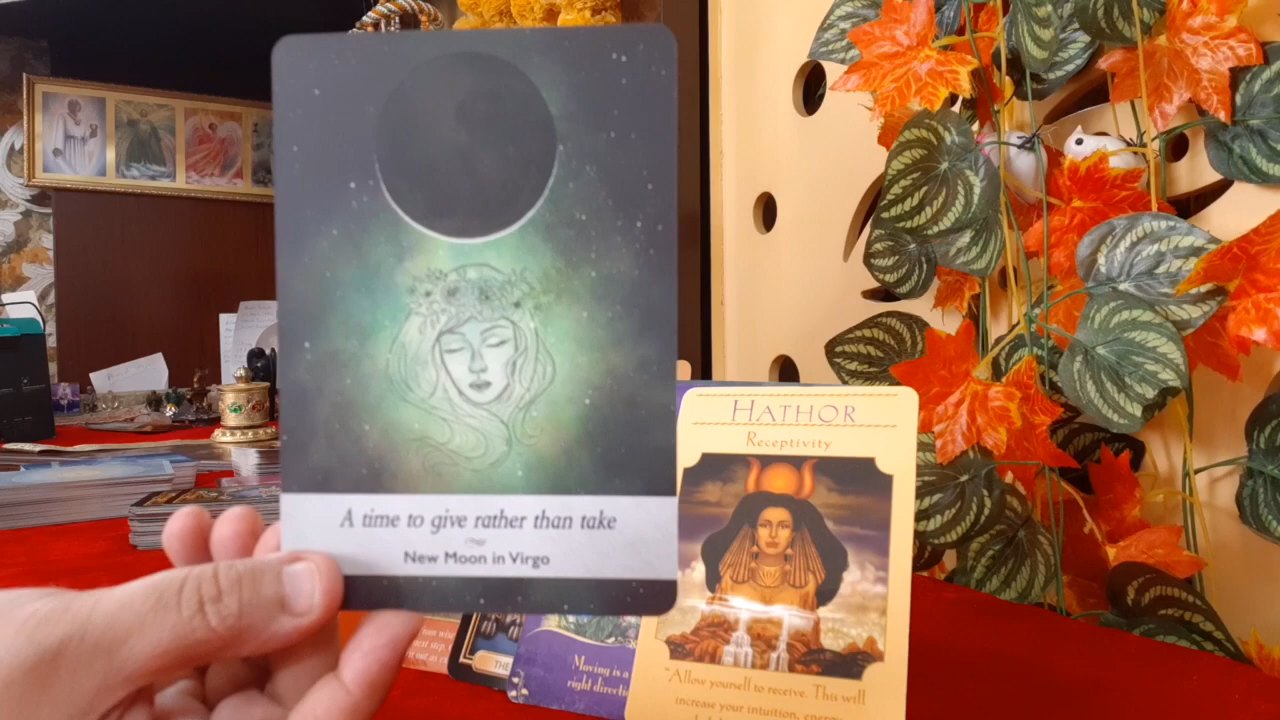 A time to give rather than take
New Moon in Virgo
HATHOR
Receptivity
"Allow yourself to receive. This will
increase your intuition, energy,
Moving is a
right directi
THE